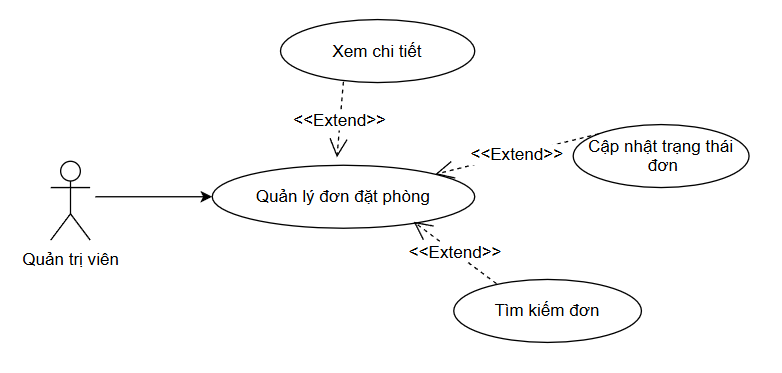 Xem chi tiết
<<Extend>>
<<Extend>>
Cập nhật trạng thái
đơn
Quản lý đơn đặt phòng
Quản trị viên
<<Extend>>
Tìm kiếm đơn